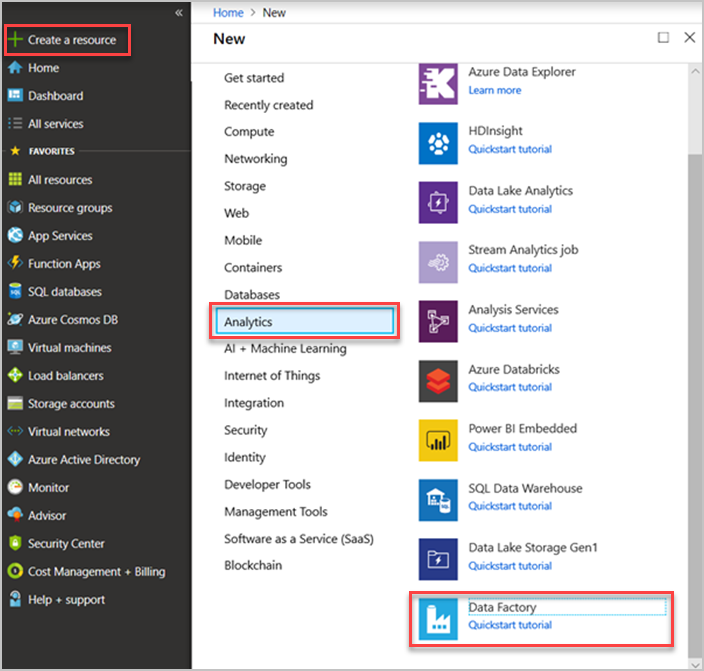 «
Create a resource
Home
Dashboard
All services
FAVORITES
All resources
Resource groups
App Services
Function Apps
SQL databases
Azure Cosmos DB
Virtual machines
Load balancers
Storage accounts
Virtual networks
Azure Active Directory
Monitor
Advisor
Security Center
Cost Management + Billing
Help + support
Home > New
New
Get started
Recently created
Compute
Networking
Storage
Web
Mobile
Containers
Databases
Analytics
AI + Machine Learning
Internet of Things
Integration
Security
Identity
Developer Tools
Management Tools
Software as a Service (SaaS)
Blockchain
Azure Data Explorer
Learn more
HDInsight
Quickstart tutorial
Data Lake Analytics
Quickstart tutorial
Stream Analytics job
Quickstart tutorial
Analysis Services
Quickstart tutorial
Azure Databricks
Quickstart tutorial
Power BI Embedded
Quickstart tutorial
SQL Data Warehouse
Quickstart tutorial
Data Lake Storage Gen1
Quickstart tutorial
Data Factory
Quickstart tutorial